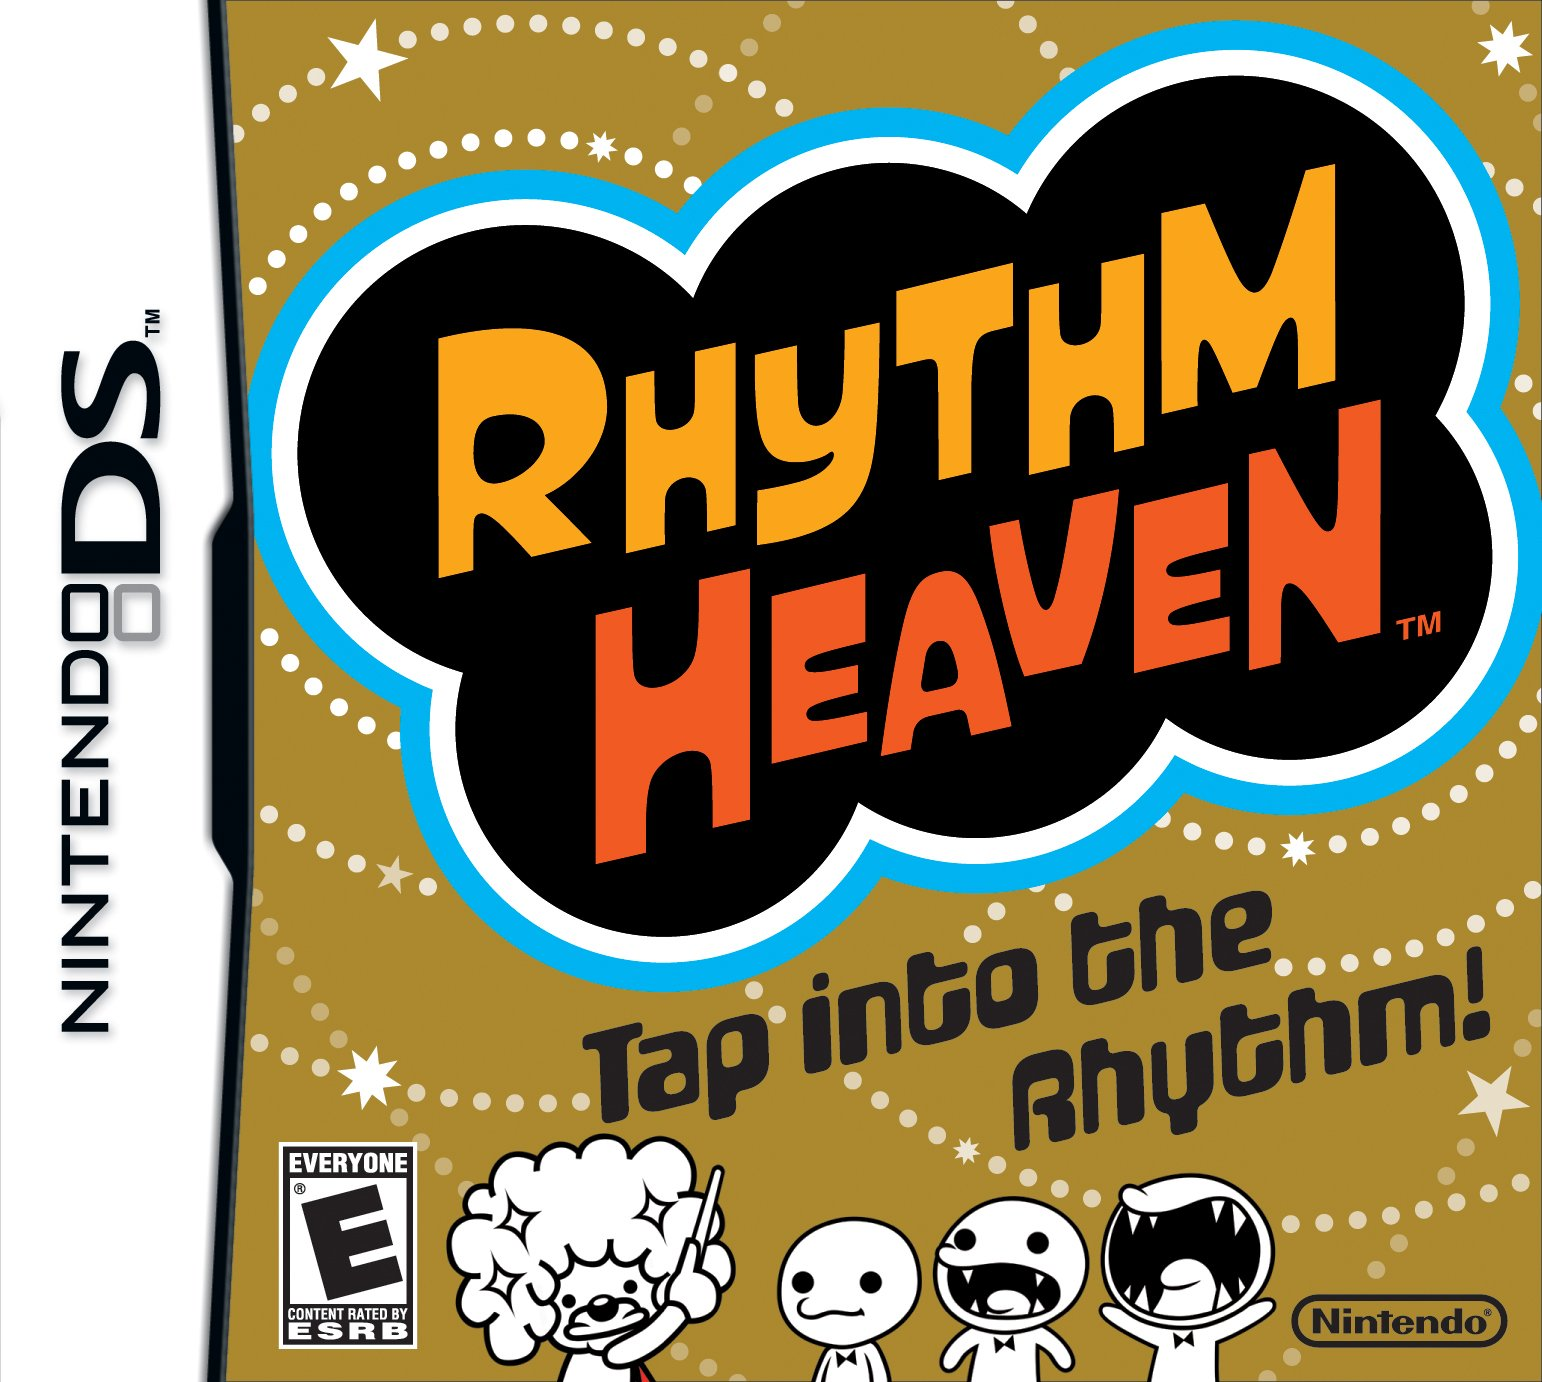 NINTENDO DS™
RHYTHM
HEAVEN™
Tap into the
Rhythm!
EVERYONE
E®
CONTENT RATED BY
ESRB
Nintendo®